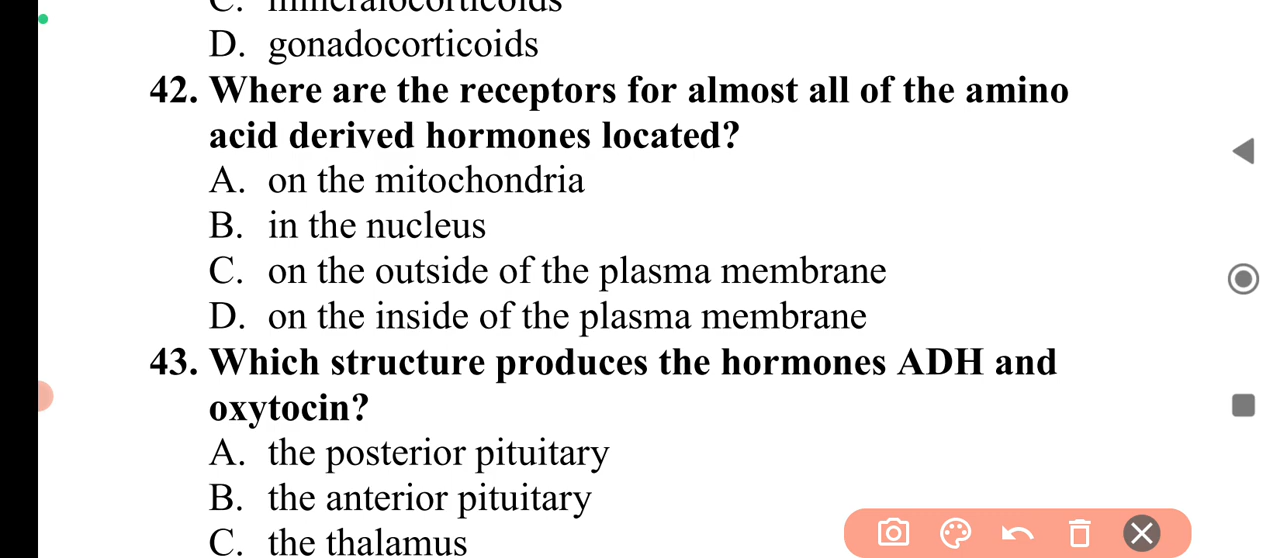 C. mineralocorticoids
D. gonadocorticoids
42. Where are the receptors for almost all of the amino
acid derived hormones located?
A. on the mitochondria
B. in the nucleus
C. on the outside of the plasma membrane
D. on the inside of the plasma membrane
43. Which structure produces the hormones ADH and
oxytocin?
A. the posterior pituitary
B. the anterior pituitary
C. the thalamus